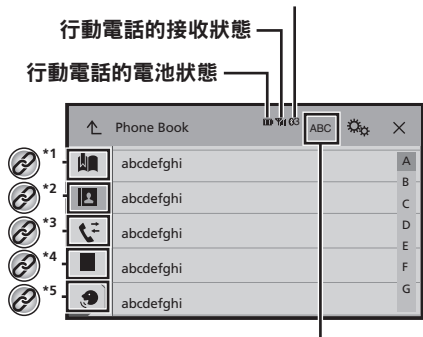 行動電話的接收狀態
行動電話的電池狀態
Phone Book 03 ABC
*1 abcdefghi A
B
*2 abcdefghi C
*3 abcdefghi D
E
*4 abcdefghi F
*5 abcdefghi G